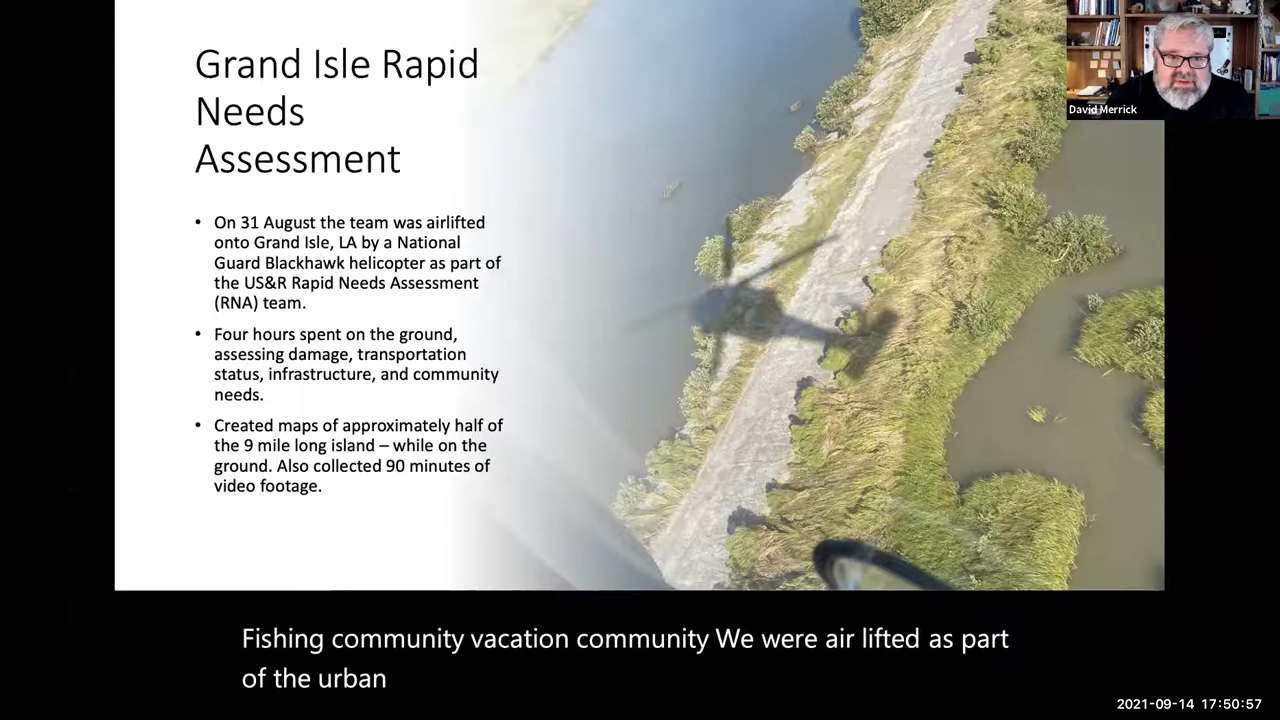 Grand Isle Rapid
Needs
Assessment
• On 31 August the team was airlifted
onto Grand Isle, LA by a National
Guard Blackhawk helicopter as part of
the US&R Rapid Needs Assessment
(RNA) team.
• Four hours spent on the ground,
assessing damage, transportation
status, infrastructure, and community
needs.
• Created maps of approximately half of
the 9 mile long island – while on the
ground. Also collected 90 minutes of
video footage.
David Merrick
Fishing community vacation community We were air lifted as part
of the urban
2021-09-14 17:50:57